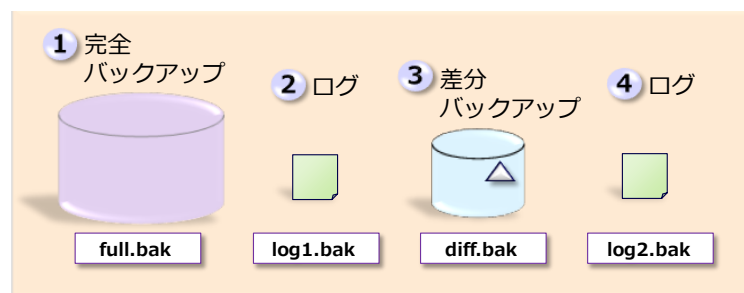 1 完全
バックアップ
2 ログ
3 差分
バックアップ
4 ログ
full.bak
log1.bak
diff.bak
log2.bak